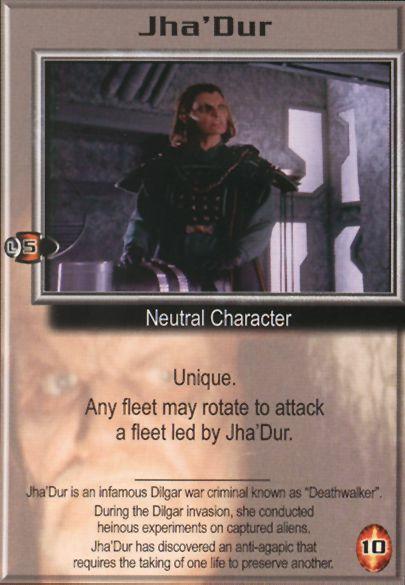 Jha'Dur
L 5
Neutral Character
Unique.
Any fleet may rotate to attack
a fleet led by Jha'Dur.
Jha'Dur is an infamous Dilgar war criminal known as "Deathwalker".
During the Dilgar invasion, she conducted
heinous experiments on captured aliens.
Jha'Dur has discovered an anti-agapic that
requires the taking of one life to preserve another.
10